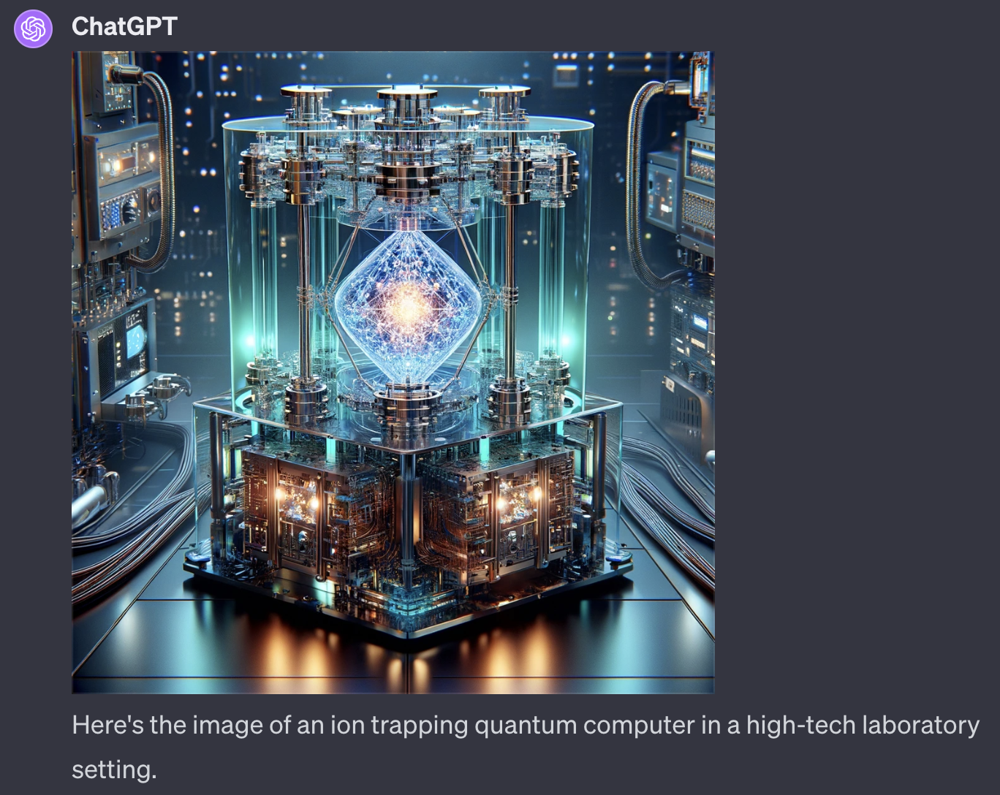 ChatGPT
Here's the image of an ion trapping quantum computer in a high-tech laboratory
setting.